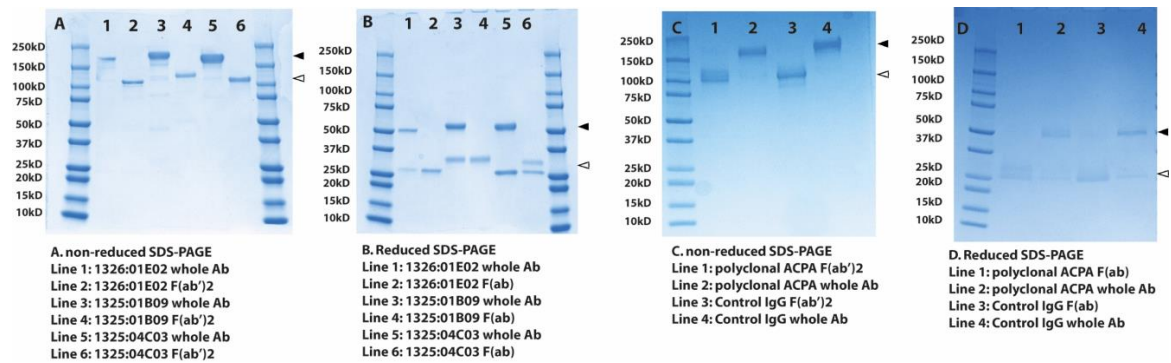 A
1 2 3 4 5 6
250kD
150kD
100kD
75kD
50kD
37kD
25kD
20kD
15kD
10kD
A. non-reduced SDS-PAGE
Line 1: 1326:01E02 whole Ab
Line 2: 1326:01E02 F(ab')2
Line 3: 1325:01B09 whole Ab
Line 4: 1325:01B09 F(ab')2
Line 5: 1325:04C03 whole Ab
Line 6: 1325:04C03 F(ab')2
B
1 2 3 4 5 6
250kD
150kD
100kD
75kD
50kD
37kD
25kD
20kD
15kD
10kD
B. Reduced SDS-PAGE
Line 1: 1326:01E02 whole Ab
Line 2: 1326:01E02 F(ab)
Line 3: 1325:01B09 whole Ab
Line 4: 1325:01B09 F(ab)
Line 5: 1325:04C03 whole Ab
Line 6: 1325:04C03 F(ab)
C
1 2 3 4
250kD
150kD
100kD
75kD
50kD
37kD
25kD
20kD
15kD
10kD
C. non-reduced SDS-PAGE
Line 1: polyclonal ACPA F(ab')2
Line 2: polyclonal ACPA whole Ab
Line 3: Control IgG F(ab')2
Line 4: Control IgG whole Ab
D
1 2 3 4
250kD
150kD
100kD
75kD
50kD
37kD
25kD
20kD
15kD
10kD
D. Reduced SDS-PAGE
Line 1: polyclonal ACPA F(ab)
Line 2: polyclonal ACPA whole Ab
Line 3: Control IgG F(ab)
Line 4: Control IgG whole Ab